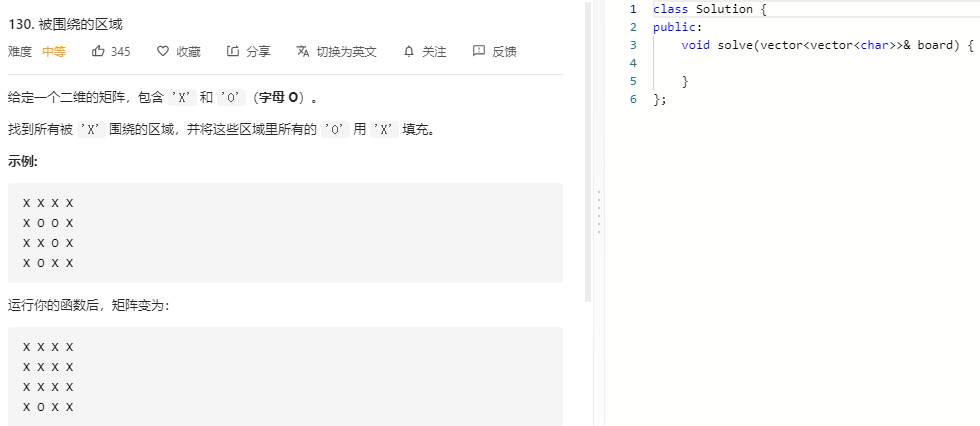 130. 被围绕的区域
难度 中等 345 收藏 分享 切换为英文 关注 反馈
给定一个二维的矩阵，包含 'X' 和 'O'（字母 O）。
找到所有被 'X' 围绕的区域，并将这些区域里所有的 'O' 用 'X' 填充。
示例:
X X X X
X O O X
X X O X
X O X X
运行你的函数后，矩阵变为：
X X X X
X X X X
X X X X
X O X X
1 class Solution {
2 public:
3 void solve(vector<vector<char>>& board) {
4
5 }
6 };